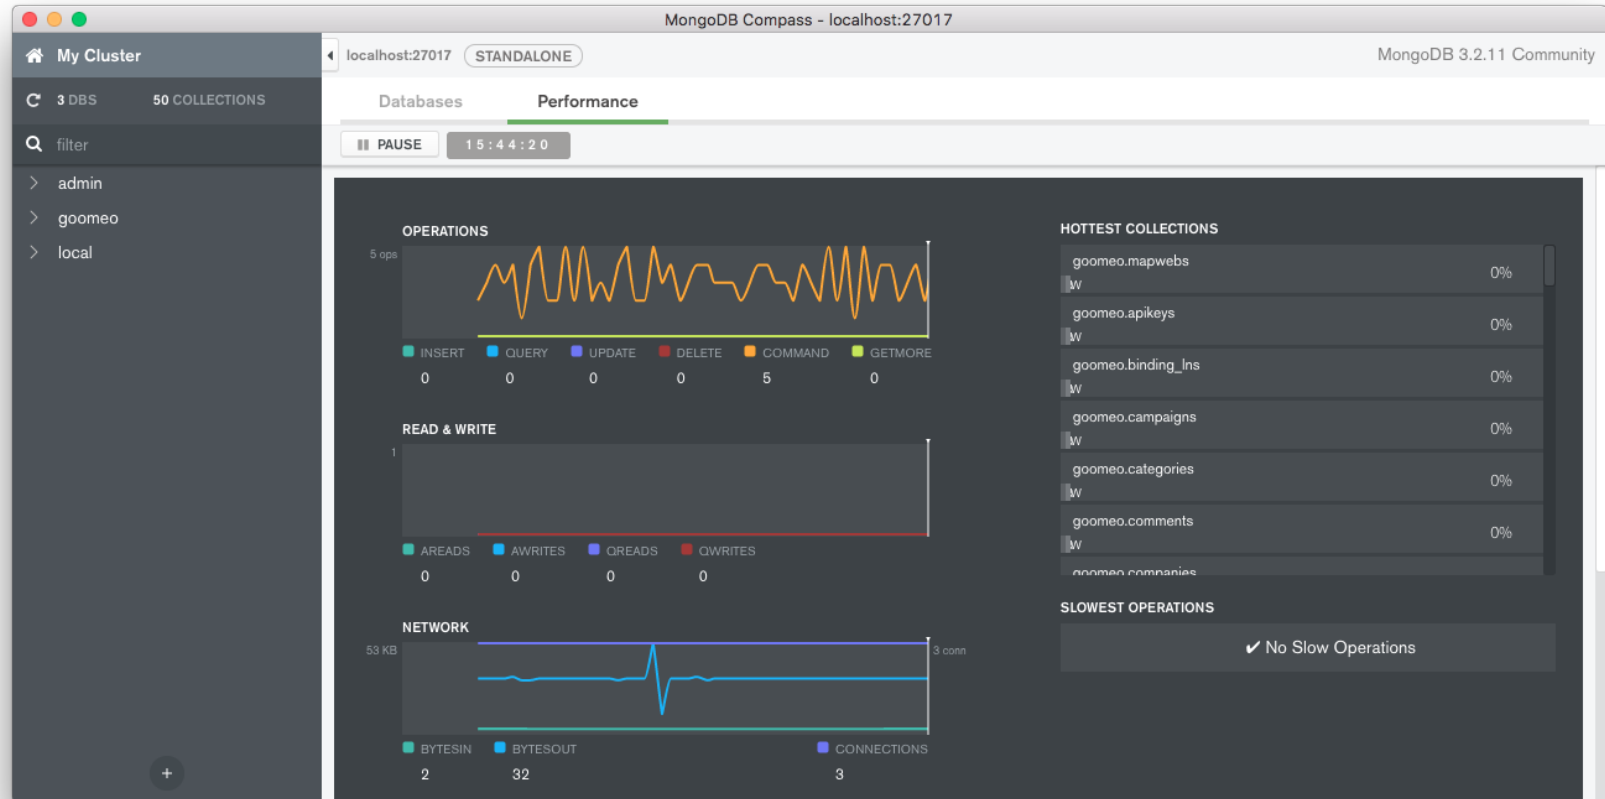 MongoDB Compass - localhost:27017
My Cluster
3 DBS 50 COLLECTIONS
filter
admin
goomeo
local
localhost:27017 STANDALONE
MongoDB 3.2.11 Community
Databases Performance
PAUSE 15:44:20
OPERATIONS
5 ops
INSERT QUERY UPDATE DELETE COMMAND GETMORE
0 0 0 0 5 0
READ & WRITE
1
AREADS AWRITES QREADS QWRITES
0 0 0 0
NETWORK
53 KB 3 conn
BYTESIN BYTESOUT CONNECTIONS
2 32 3
HOTTEST COLLECTIONS
goomeo.mapwebs 0%
W
goomeo.apikeys 0%
W
goomeo.binding_lns 0%
W
goomeo.campaigns 0%
W
goomeo.categories 0%
W
goomeo.comments 0%
W
goomeo.companies
SLOWEST OPERATIONS
✔ No Slow Operations